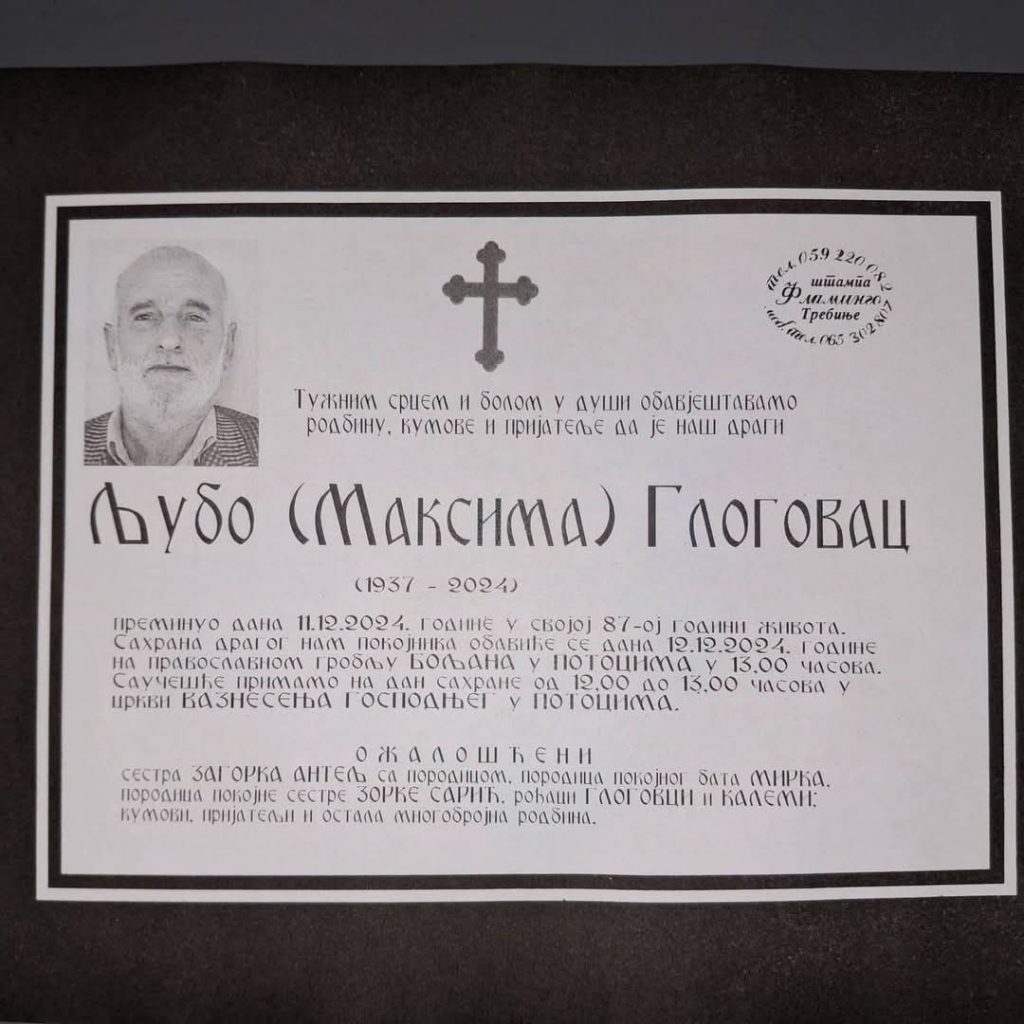 тел. 059 220 082
штампа
Фламинго
Требиње
моб. тел. 065 302 807
Тужним срцем и болом у души обавјештавамо
родбину, кумове и пријатеље да је наш драги
Љубо (Максима) Глоговац
(1937 - 2024)
преминуо дана 11.12.2024. године у својој 87-ој години живота.
Сахрана драгог нам покојника обавиће се дана 12.12.2024. године
на православном гробљу БОЉАНА у ПОТОЦИМА у 13,00 часова.
Саучешће примамо на дан сахране од 12,00 до 13,00 часова у
цркви ВАЗНЕСЕЊА ГОСПОДЊЕГ у ПОТОЦИМА.
ОЖАЛОШЋЕНИ
сестра ЗАГОРКА АНТЕЉ са породицом, породица покојног бата МИРКА,
породица покојне сестре ЗОРКЕ САРИЋ, рођаци ГЛОГОВЦИ и КАЛЕМИ;
кумови, пријатељи и остала многобројна родбина.